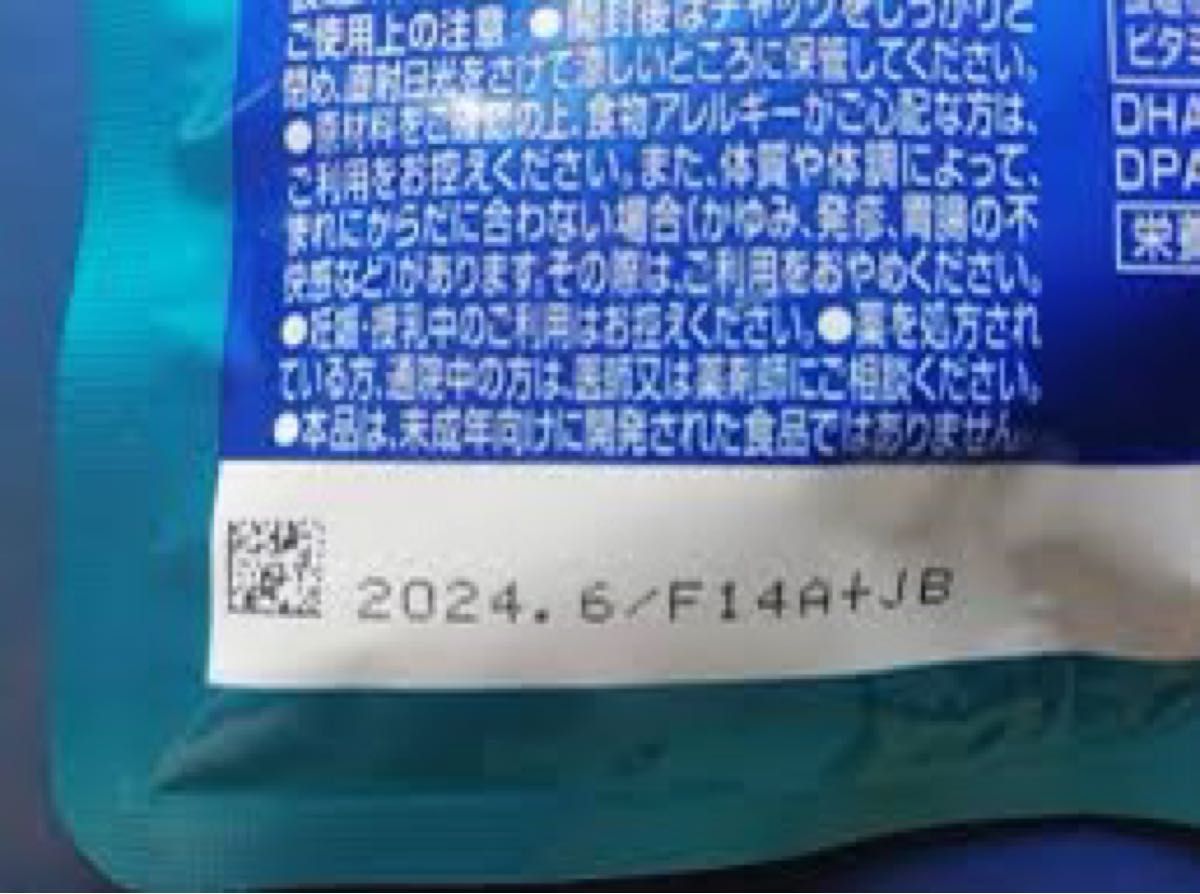 ご使用上の注意 ●開封後はチャックをしっかりと
閉め、直射日光をさけて涼しいところに保管してください。
●原材料をご確認の上、食物アレルギーがご心配な方は、
ご利用をお控えください。また、体質や体調によって、
まれにからだに合わない場合(かゆみ、発疹、胃腸の不
快感など)があります。その際は、ご利用をおやめください。
●妊娠・授乳中のご利用はお控えください。●薬を処方され
ている方、通院中の方は、医師又は薬剤師にご相談ください。
●本品は、未成年向けに開発された食品ではありません。
ビタ
DHA
DPA
栄養
2024. 6/F14A+JB